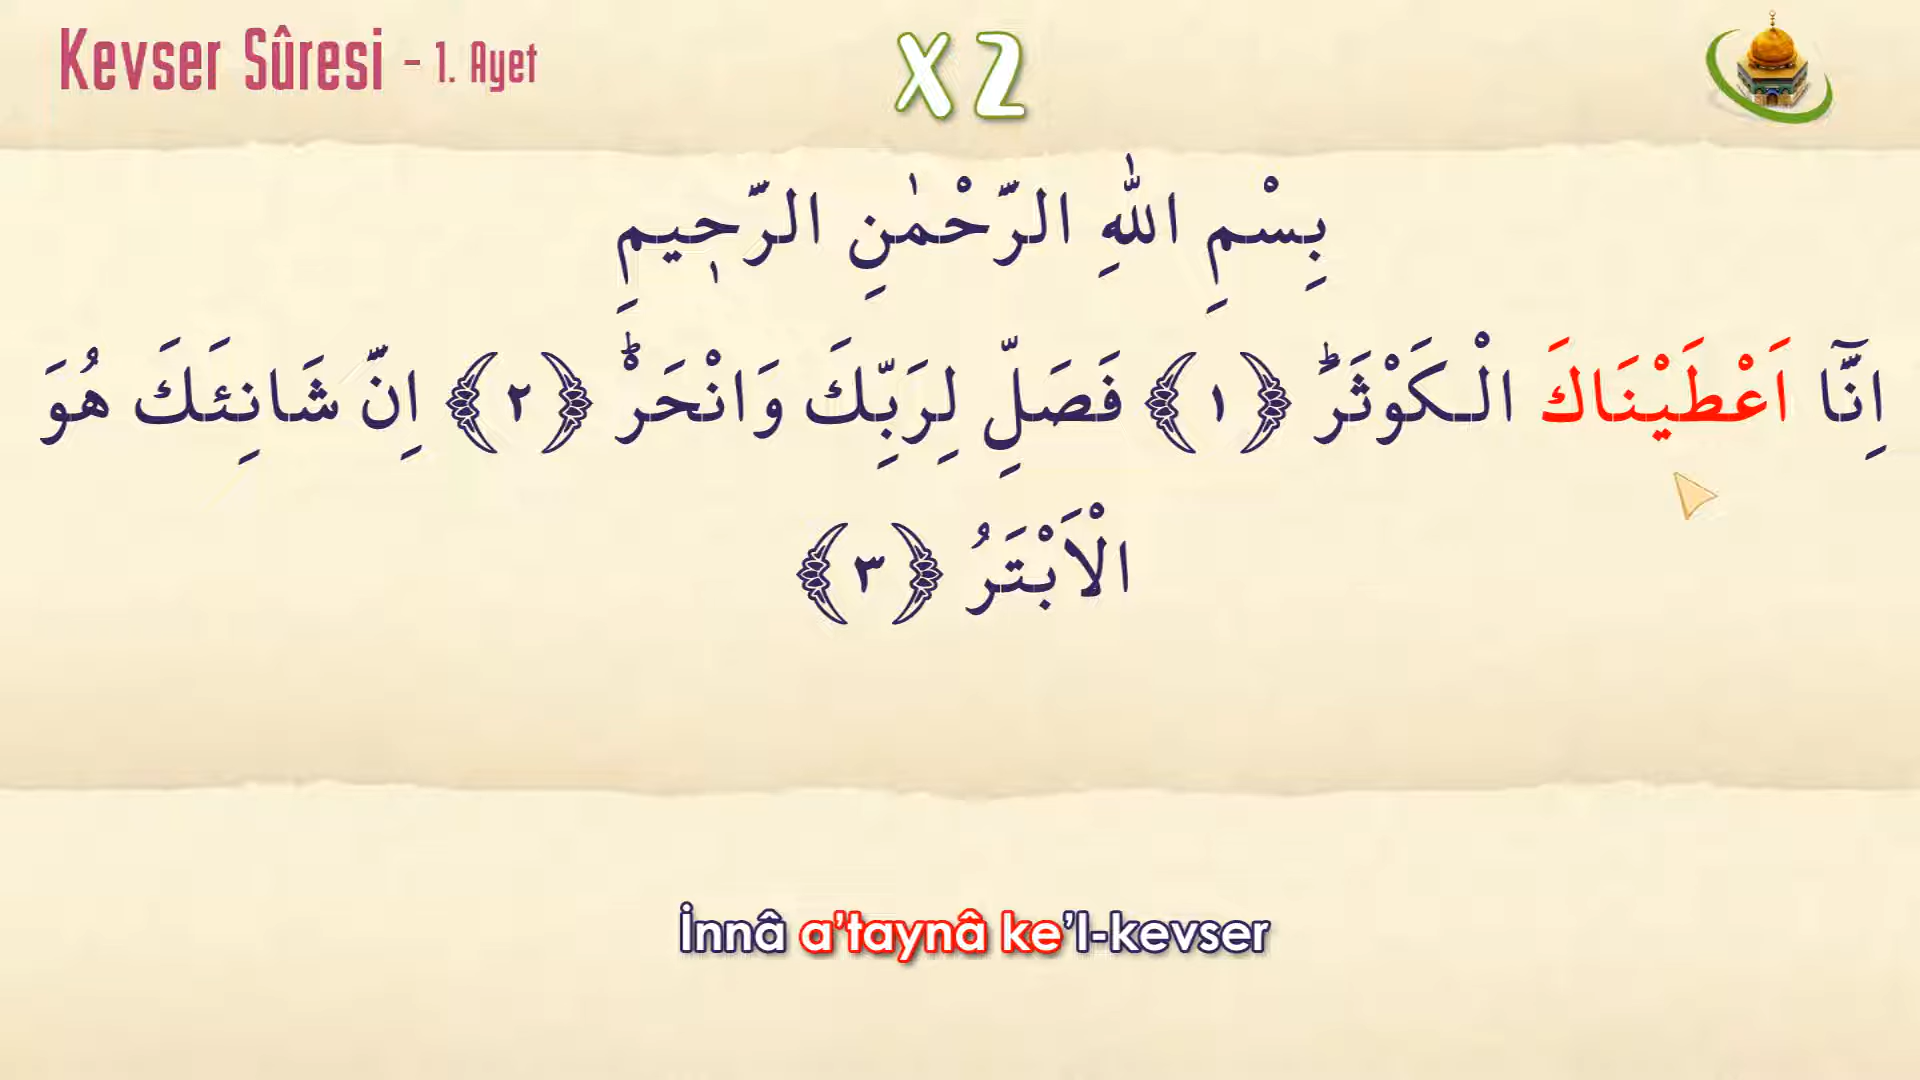 Kevser Sûresi - 1. Ayet
X2
بِسْمِ اللّٰهِ الرَّحْمٰنِ الرَّح۪يمِ
اِنَّٓا اَعْطَيْنَاكَ الْكَوْثَرَۜ ﴿١﴾ فَصَلِّ لِرَبِّكَ وَانْحَرْۜ ﴿٢﴾ اِنَّ شَانِئَكَ هُوَ
الْاَبْتَرُ ﴿٣﴾
İnnâ a'taynâ ke'l-kevser